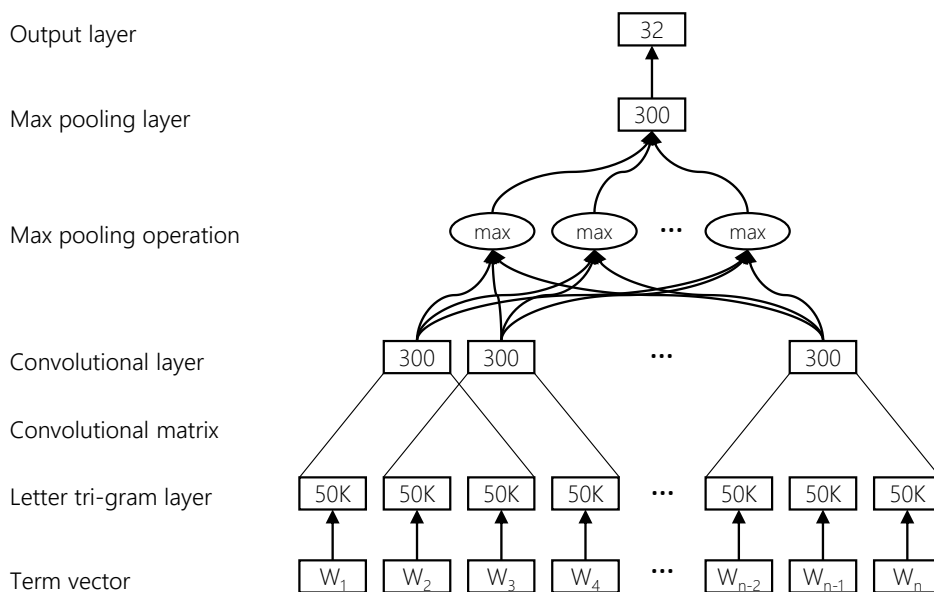 Output layer 32
Max pooling layer 300
Max pooling operation max max ... max
Convolutional layer 300 300 ... 300
Convolutional matrix
Letter tri-gram layer 50K 50K 50K 50K ... 50K 50K 50K
Term vector W1 W2 W3 W4 ... Wn-2 Wn-1 Wn